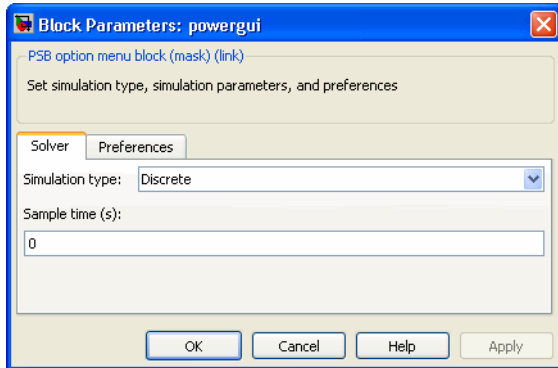 Block Parameters: powergui
PSB option menu block (mask) (link)
Set simulation type, simulation parameters, and preferences
Solver Preferences
Simulation type: Discrete
Sample time (s):
0
OK Cancel Help Apply